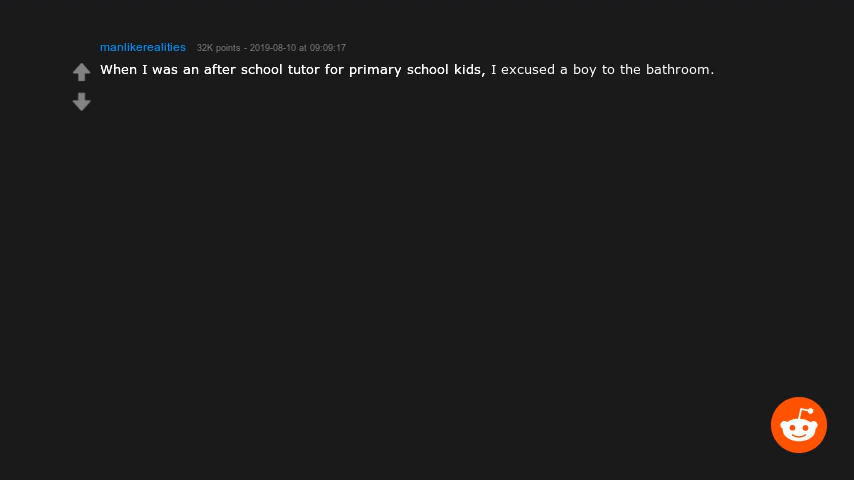 manlikerealities 32K points - 2019-08-10 at 09:09:17
When I was an after school tutor for primary school kids, I excused a boy to the bathroom.